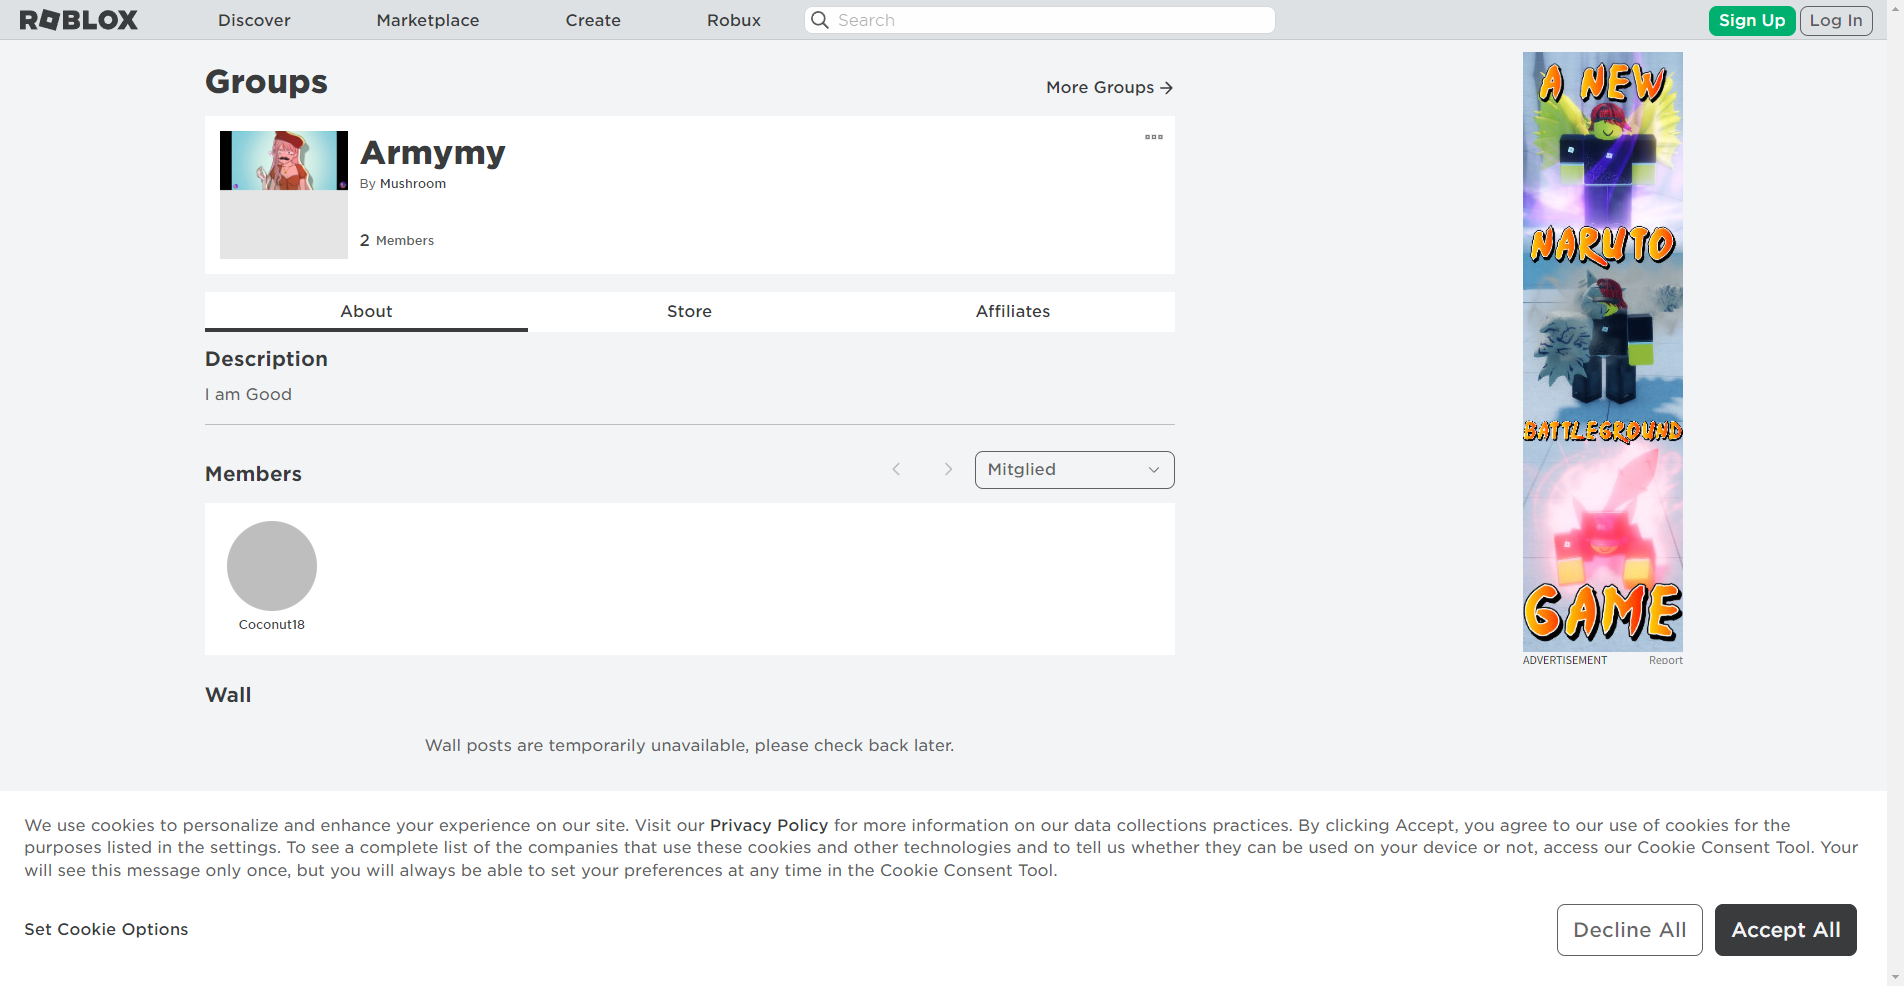 ROBLOX
Discover
Marketplace
Create
Robux
Search
Sign Up
Log In
Groups
More Groups
Armymy
By Mushroom
2 Members
About
Store
Affiliates
Description
I am Good
Members
Mitglied
Coconut18
Wall
Wall posts are temporarily unavailable, please check back later.
A NEW
NARUTO
BATTLEGROUND
GAME
ADVERTISEMENT
Report
We use cookies to personalize and enhance your experience on our site. Visit our Privacy Policy for more information on our data collections practices. By clicking Accept, you agree to our use of cookies for the
purposes listed in the settings. To see a complete list of the companies that use these cookies and other technologies and to tell us whether they can be used on your device or not, access our Cookie Consent Tool. Your
will see this message only once, but you will always be able to set your preferences at any time in the Cookie Consent Tool.
Set Cookie Options
Decline All
Accept All